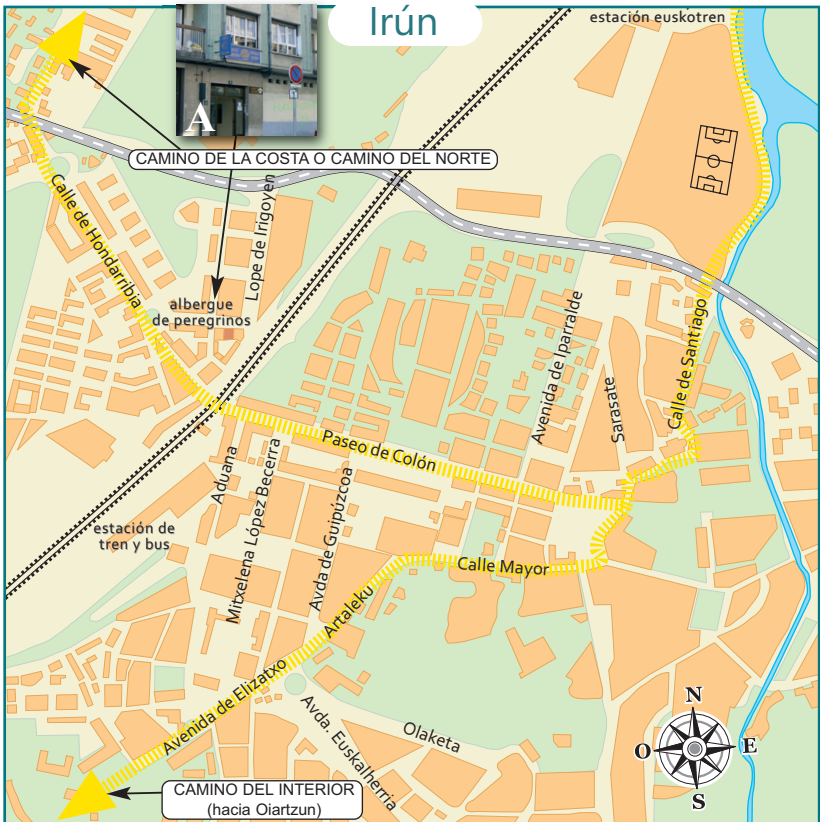 Irún
estación euskotren
A
CAMINO DE LA COSTA O CAMINO DEL NORTE
Calle de Hondarribia
Lope de Irigoyen
albergue
de peregrinos
Avenida de Iparralde
Sarasate
Calle de Santiago
Paseo de Colón
Aduana
Mitxelena López Becerra
Avda de Guipúzcoa
estación de
tren y bus
Calle Mayor
Artaleku
Avenida de Elizatxo
Avda. Euskalherria
Olaketa
N
O
E
S
CAMINO DEL INTERIOR
(hacia Oiartzun)